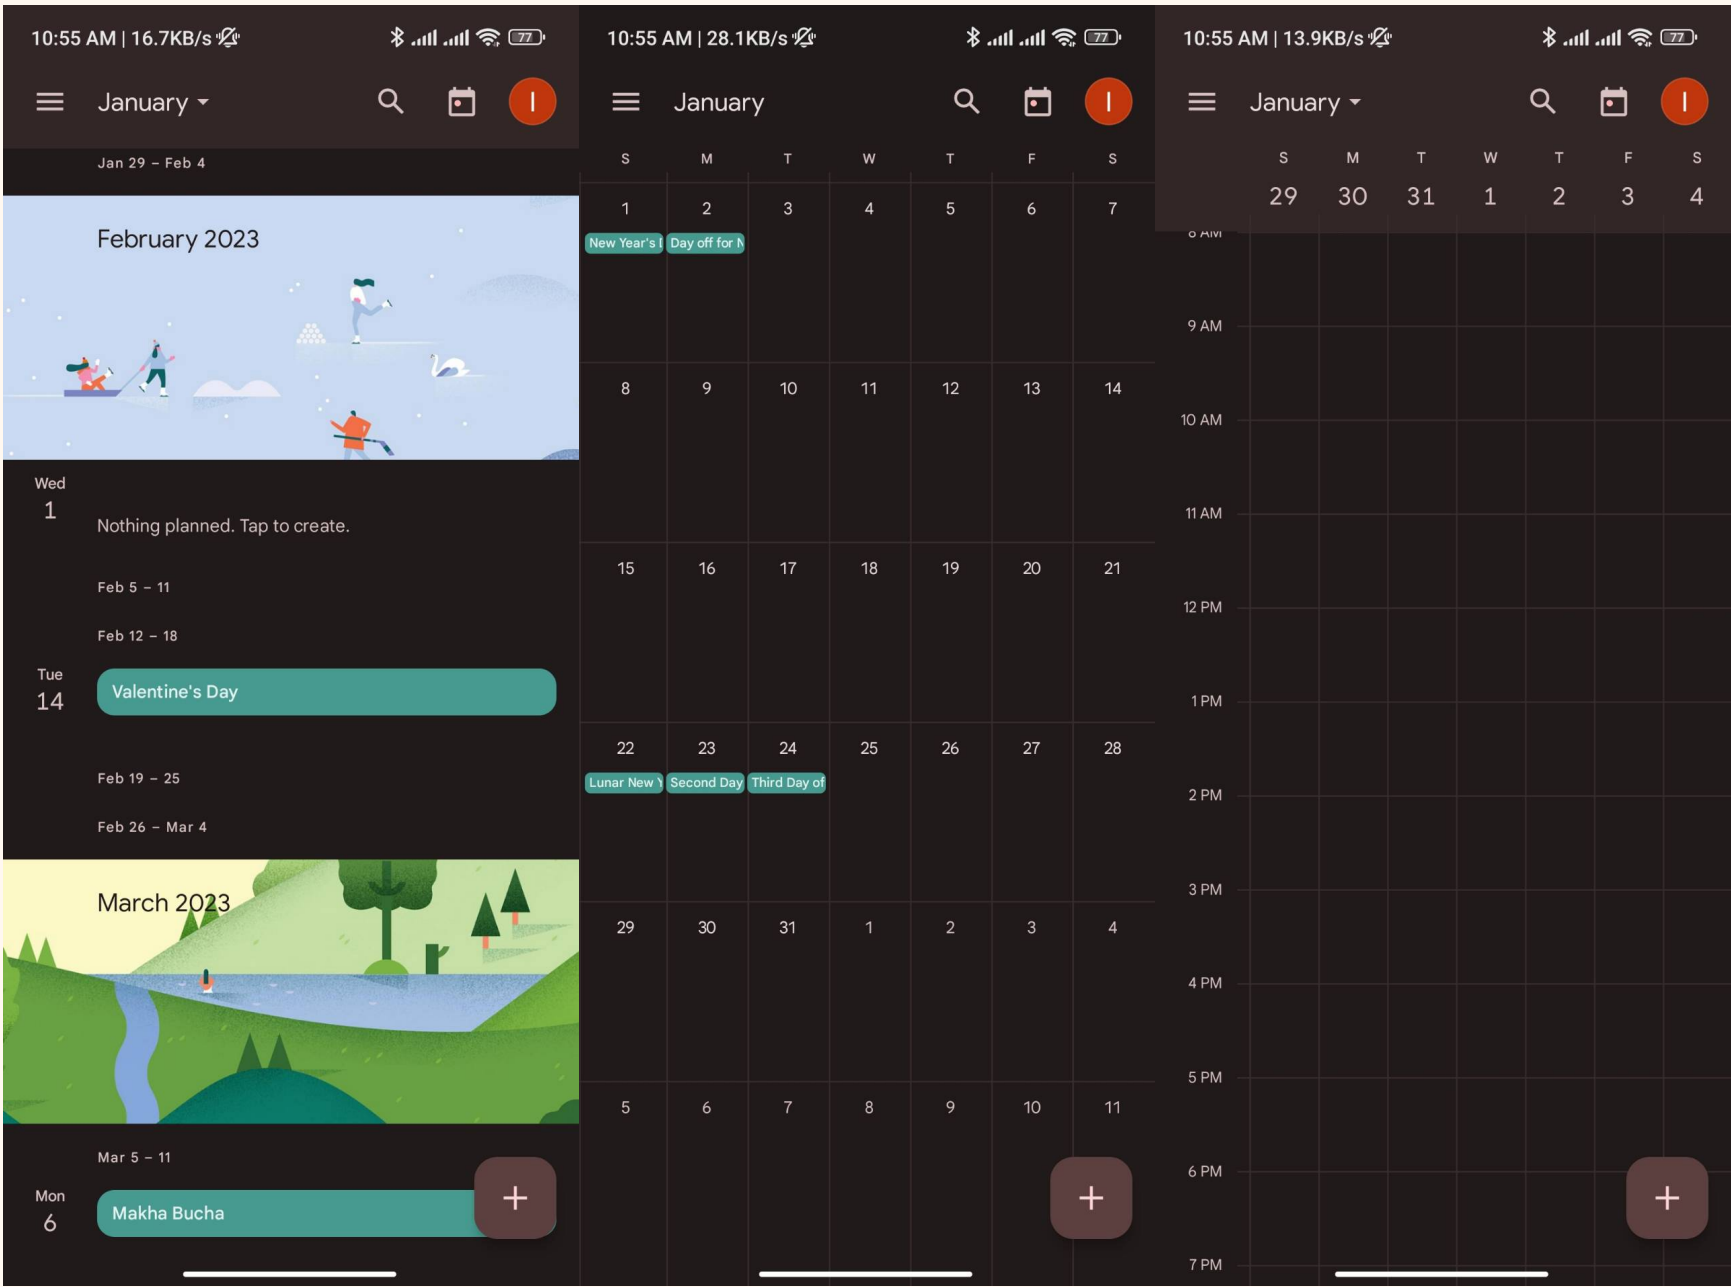 10:55 AM | 16.7KB/s
77
January
I
Jan 29 – Feb 4
February 2023
Wed
1
Nothing planned. Tap to create.
Feb 5 – 11
Feb 12 – 18
Tue
14
Valentine's Day
Feb 19 – 25
Feb 26 – Mar 4
March 2023
Mar 5 – 11
Mon
6
Makha Bucha
10:55 AM | 28.1KB/s
77
January
I
S M T W T F S
1 2 3 4 5 6 7
New Year's Day off for
8 9 10 11 12 13 14
15 16 17 18 19 20 21
22 23 24 25 26 27 28
Lunar New Second Day Third Day of
29 30 31 1 2 3 4
5 6 7 8 9 10 11
10:55 AM | 13.9KB/s
77
January
I
S M T W T F S
29 30 31 1 2 3 4
8 AM
9 AM
10 AM
11 AM
12 PM
1 PM
2 PM
3 PM
4 PM
5 PM
6 PM
7 PM